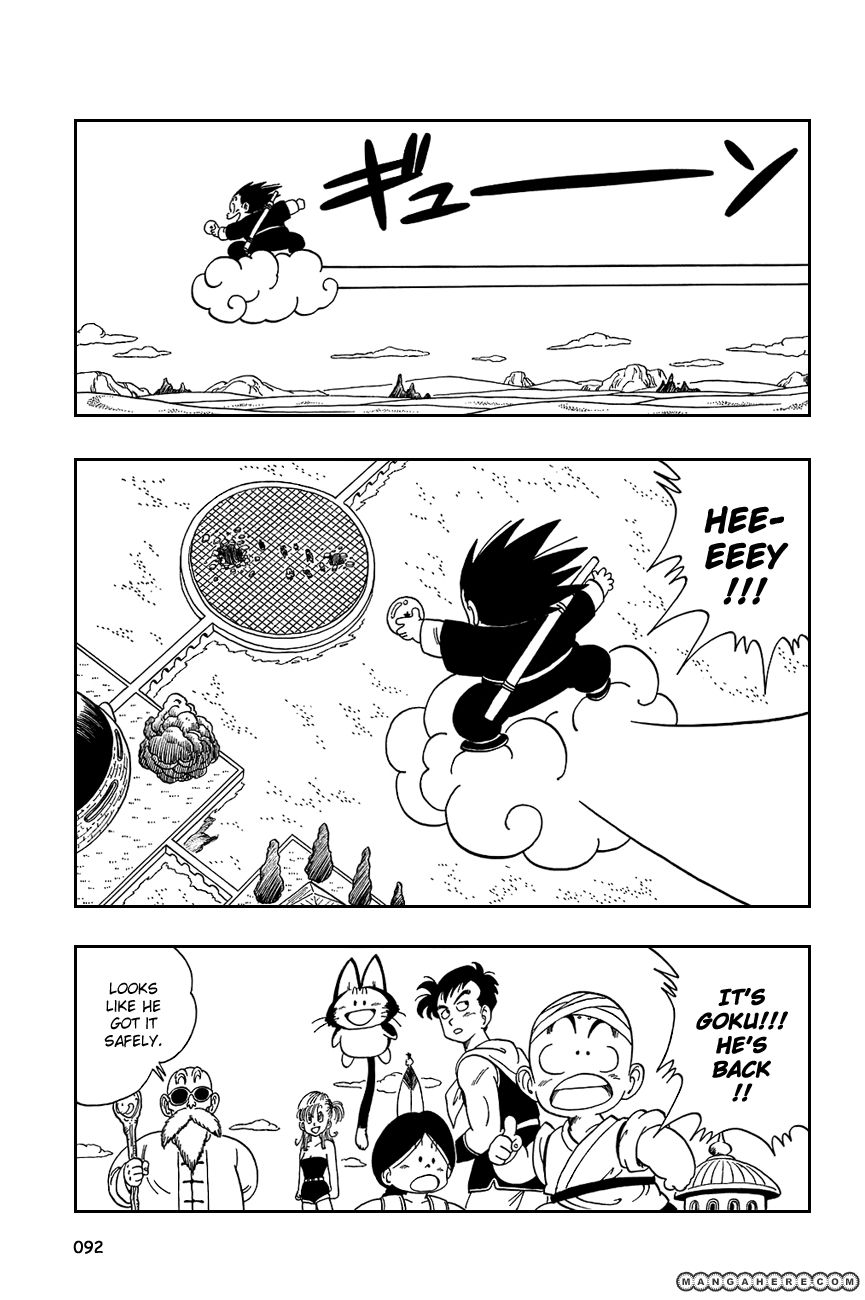 ギューン
HEE-
EEEY
!!!
IT'S
GOKU!!!
HE'S
BACK
!!
LOOKS
LIKE HE
GOT IT
SAFELY.
092
MANGAHERE.COM